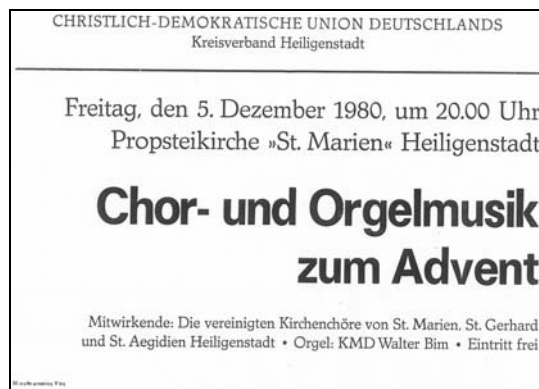 CHRISTLICH-DEMOKRATISCHE UNION DEUTSCHLANDS
Kreisverband Heiligenstadt
Freitag, den 5. Dezember 1980, um 20.00 Uhr
Propsteikirche »St. Marien« Heiligenstadt
Chor- und Orgelmusik
zum Advent
Mitwirkende: Die vereinigten Kirchenchöre von St. Marien, St. Gerhard
und St. Aegidien Heiligenstadt • Orgel: KMD Walter Bim • Eintritt frei